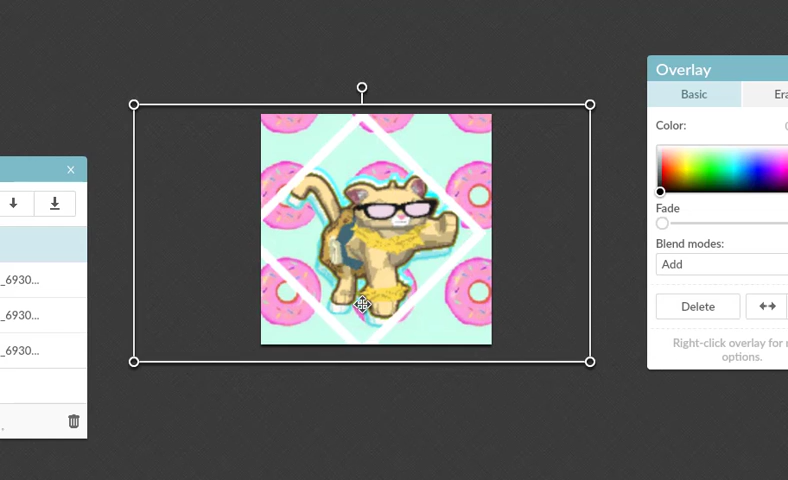 X
_6930...
_6930...
_6930...
Overlay
Basic
Era
Color:
Fade
Blend modes:
Add
Delete
Right-click overlay for
options.